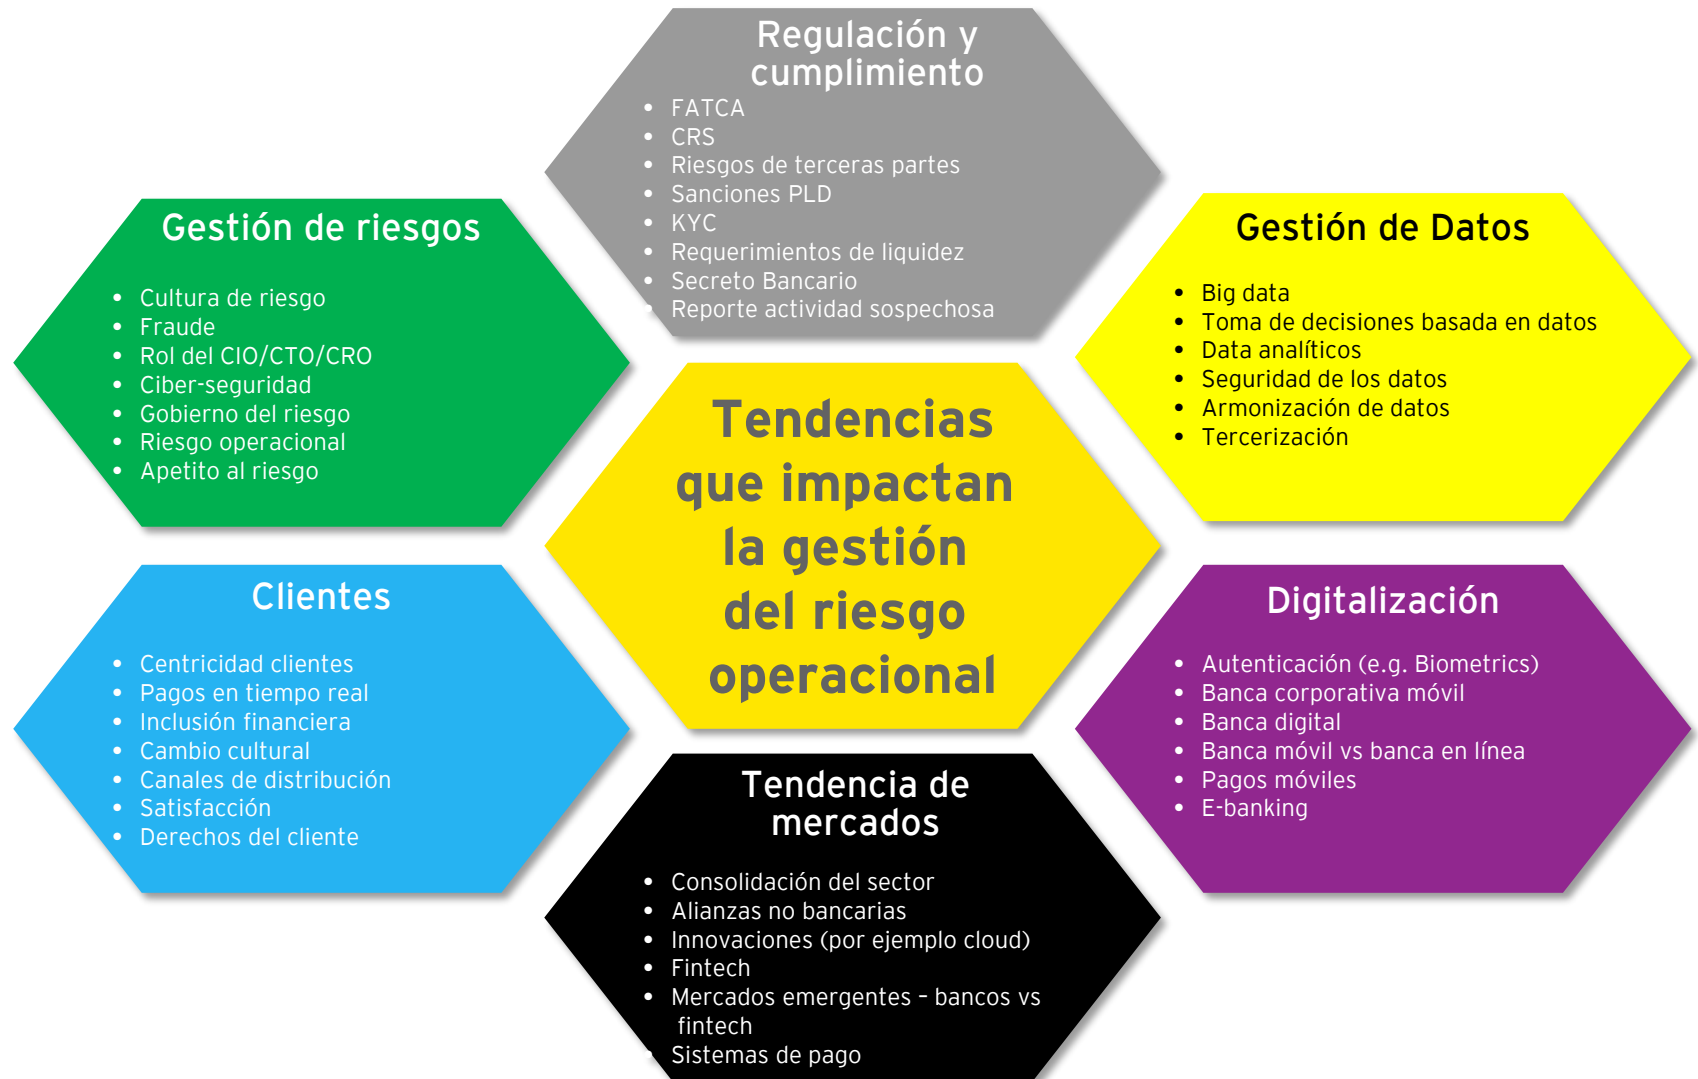 Regulación y
cumplimiento
• FATCA
• CRS
• Riesgos de terceras partes
• Sanciones PLD
• KYC
• Requerimientos de liquidez
• Secreto Bancario
• Reporte actividad sospechosa
Gestión de riesgos
• Cultura de riesgo
• Fraude
• Rol del CIO/CTO/CRO
• Ciber-seguridad
• Gobierno del riesgo
• Riesgo operacional
• Apetito al riesgo
Gestión de Datos
• Big data
• Toma de decisiones basada en datos
• Data analíticos
• Seguridad de los datos
• Armonización de datos
• Tercerización
Tendencias
que impactan
la gestión
del riesgo
operacional
Clientes
• Centricidad clientes
• Pagos en tiempo real
• Inclusión financiera
• Cambio cultural
• Canales de distribución
• Satisfacción
• Derechos del cliente
Digitalización
• Autenticación (e.g. Biometrics)
• Banca corporativa móvil
• Banca digital
• Banca móvil vs banca en línea
• Pagos móviles
• E-banking
Tendencia de
mercados
• Consolidación del sector
• Alianzas no bancarias
• Innovaciones (por ejemplo cloud)
• Fintech
• Mercados emergentes – bancos vs
fintech
• Sistemas de pago